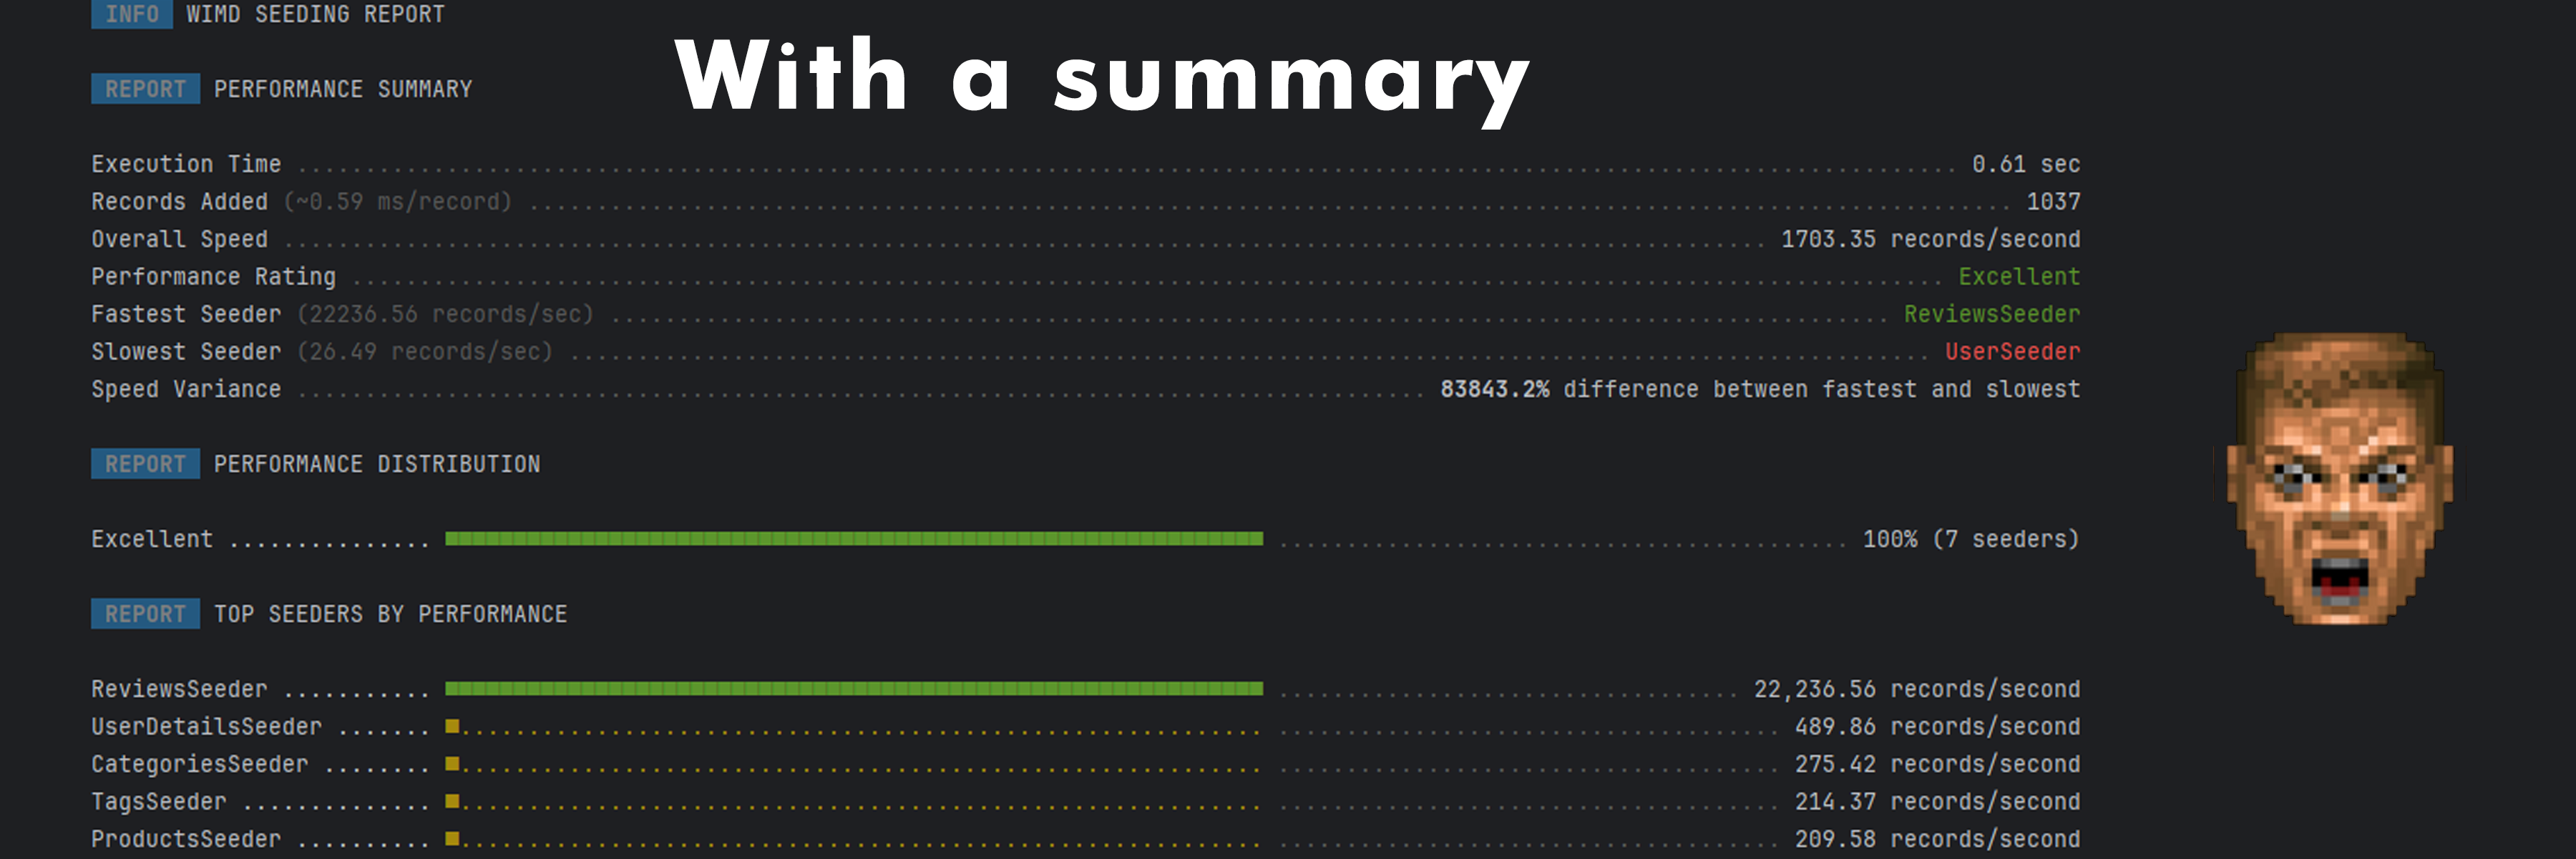 INFO WIMD SEEDING REPORT
With a summary
REPORT PERFORMANCE SUMMARY
Execution Time ........................................ 0.61 sec
Records Added (~0.59 ms/record) ........................................ 1037
Overall Speed ........................................ 1703.35 records/second
Performance Rating ........................................ Excellent
Fastest Seeder (22236.56 records/sec) ........................................ ReviewsSeeder
Slowest Seeder (26.49 records/sec) ........................................ UserSeeder
Speed Variance ........................................ 83843.2% difference between fastest and slowest
REPORT PERFORMANCE DISTRIBUTION
Excellent ............... 100% (7 seeders)
REPORT TOP SEEDERS BY PERFORMANCE
ReviewsSeeder ........... 22,236.56 records/second
UserDetailsSeeder ....... 489.86 records/second
CategoriesSeeder ........ 275.42 records/second
TagsSeeder .............. 214.37 records/second
ProductsSeeder .......... 209.58 records/second